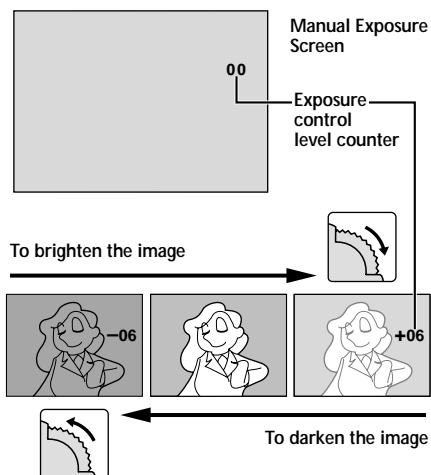 Manual Exposure
Screen
00
Exposure
control
level counter
To brighten the image
–06
+06
To darken the image